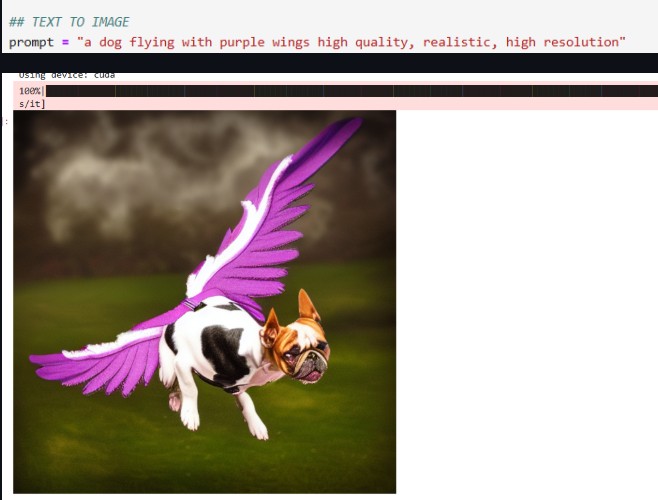 ## TEXT TO IMAGE
prompt = "a dog flying with purple wings high quality, realistic, high resolution"
Using device: cuda
100%|
s/it]
]: